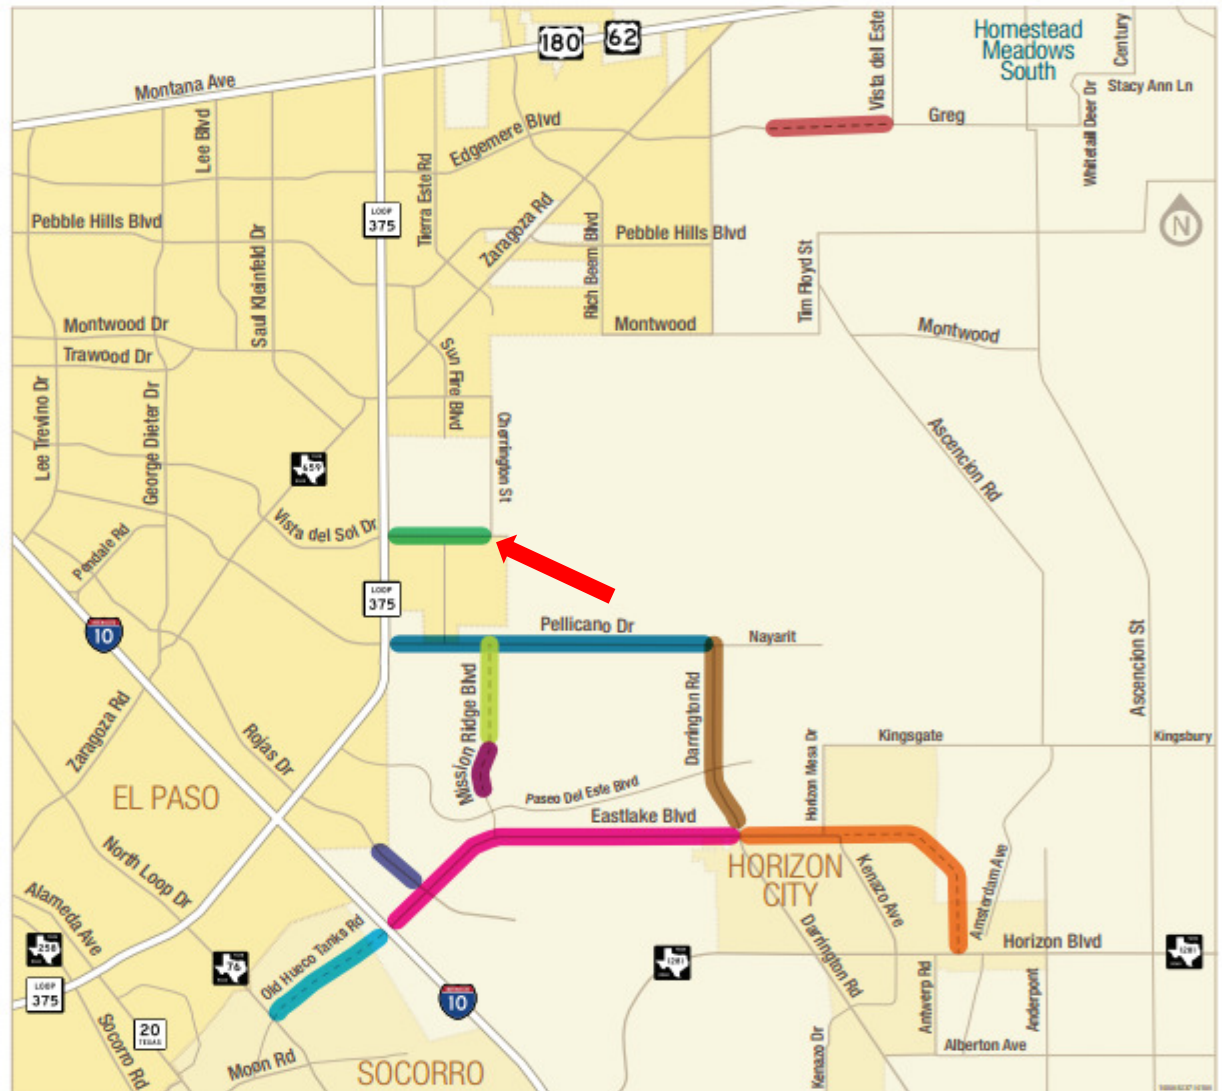 180
62
Homestead
Meadows
South
Vista del Este
Century
Stacy Ann Ln
Whitetail Deer Dr
Greg
Montana Ave
Lee Blvd
Edgemere Blvd
Tierra Este Rd
Zaragoza Rd
LOOP
375
N
Pebble Hills Blvd
Saul Kleinfeld Dr
Rich Beem Blvd
Pebble Hills Blvd
Tim Floyd St
Montwood
Montwood
Montwood Dr
Trawood Dr
Sun Fire Blvd
Lee Trevino Dr
George Dieter Dr
Cherrington St
Ascencion Rd
659
Vista del Sol Dr
Pendale Rd
LOOP
375
10
Pellicano Dr
Nayarit
Ascencion St
Zaragoza Rd
Rojas Dr
Mission Ridge Blvd
Darrington Rd
Horizon Mesa Dr
Kingsgate
Kingsbury
EL PASO
Paseo Del Este Blvd
Eastlake Blvd
North Loop Dr
HORIZON
CITY
Kenazo Ave
Amsterdam Ave
Alameda Ave
Old Hueco Tanks Rd
Darrington Rd
Horizon Blvd
258
76
1281
1281
LOOP
375
10
Antwerp Rd
Anderpont
Socorro Rd
20
TEXAS
Moon Rd
SOCORRO
Kenazo Dr
Alberton Ave